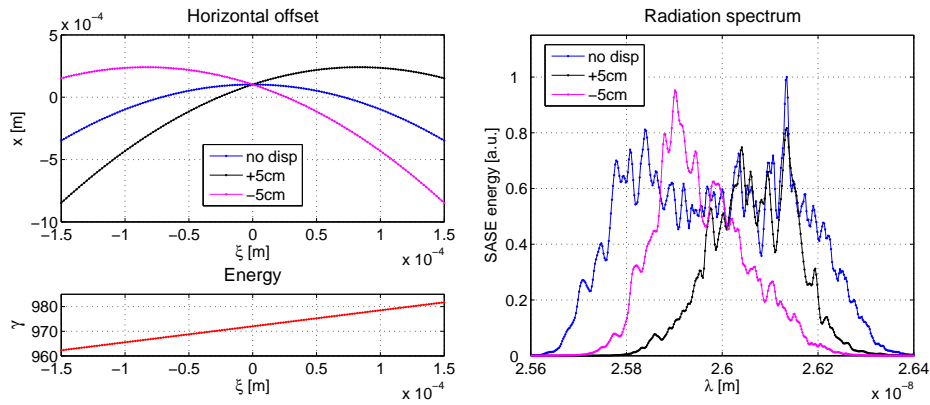 Horizontal offset
x 10⁻⁴
5
0
−5
−10
x [m]
no disp
+5cm
−5cm
−1.5 −1 −0.5 0 0.5 1 1.5
ξ [m]
x 10⁻⁴
Energy
980
970
960
γ
−1.5 −1 −0.5 0 0.5 1 1.5
ξ [m]
x 10⁻⁴
Radiation spectrum
no disp
+5cm
−5cm
1
0.8
0.6
0.4
0.2
0
SASE energy [a.u.]
2.56 2.58 2.6 2.62 2.64
λ [m]
x 10⁻⁸